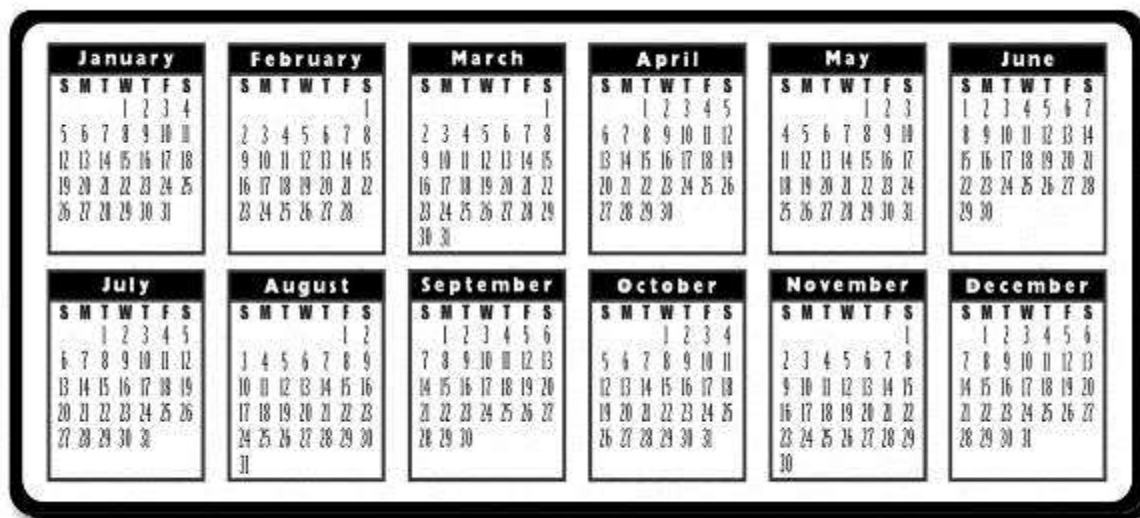 January
S M T W T F S
1 2 3 4
5 6 7 8 9 10 11
12 13 14 15 16 17 18
19 20 21 22 23 24 25
26 27 28 29 30 31
February
S M T W T F S
1
2 3 4 5 6 7 8
9 10 11 12 13 14 15
16 17 18 19 20 21 22
23 24 25 26 27 28
March
S M T W T F S
1
2 3 4 5 6 7 8
9 10 11 12 13 14 15
16 17 18 19 20 21 22
23 24 25 26 27 28 29
30 31
April
S M T W T F S
1 2 3 4 5
6 7 8 9 10 11 12
13 14 15 16 17 18 19
20 21 22 23 24 25 26
27 28 29 30
May
S M T W T F S
1 2 3
4 5 6 7 8 9 10
11 12 13 14 15 16 17
18 19 20 21 22 23 24
25 26 27 28 29 30 31
June
S M T W T F S
1 2 3 4 5 6 7
8 9 10 11 12 13 14
15 16 17 18 19 20 21
22 23 24 25 26 27 28
29 30
July
S M T W T F S
1 2 3 4 5
6 7 8 9 10 11 12
13 14 15 16 17 18 19
20 21 22 23 24 25 26
27 28 29 30 31
August
S M T W T F S
1 2
3 4 5 6 7 8 9
10 11 12 13 14 15 16
17 18 19 20 21 22 23
24 25 26 27 28 29 30
31
September
S M T W T F S
1 2 3 4 5 6
7 8 9 10 11 12 13
14 15 16 17 18 19 20
21 22 23 24 25 26 27
28 29 30
October
S M T W T F S
1 2 3 4
5 6 7 8 9 10 11
12 13 14 15 16 17 18
19 20 21 22 23 24 25
26 27 28 29 30 31
November
S M T W T F S
1
2 3 4 5 6 7 8
9 10 11 12 13 14 15
16 17 18 19 20 21 22
23 24 25 26 27 28 29
30
December
S M T W T F S
1 2 3 4 5 6
7 8 9 10 11 12 13
14 15 16 17 18 19 20
21 22 23 24 25 26 27
28 29 30 31